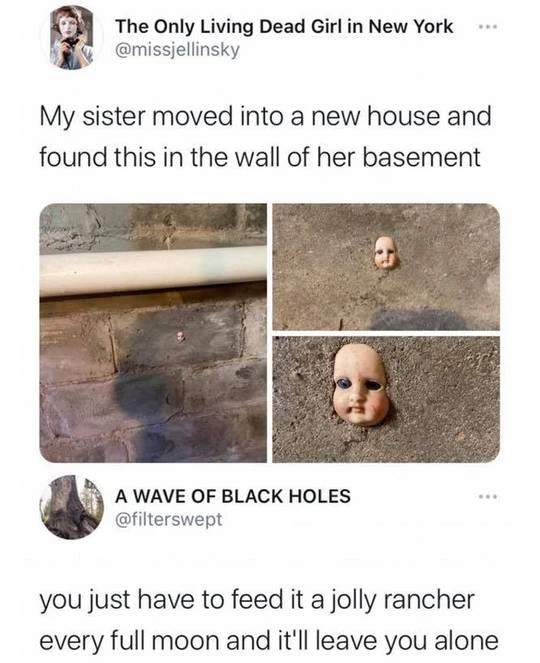 The Only Living Dead Girl in New York
@missjellinsky
My sister moved into a new house and
found this in the wall of her basement
A WAVE OF BLACK HOLES
@filterswept
you just have to feed it a jolly rancher
every full moon and it'll leave you alone